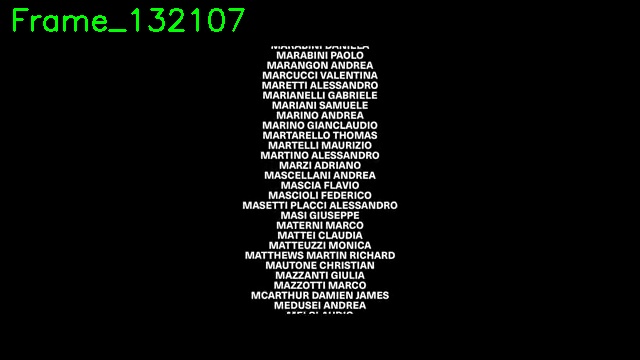 Frame_132107
MARABINI DANIELA
MARABINI PAOLO
MARANGON ANDREA
MARCUCCI VALENTINA
MARETTI ALESSANDRO
MARIANELLI GABRIELE
MARIANI SAMUELE
MARINO ANDREA
MARINO GIANCLAUDIO
MARTARELLO THOMAS
MARTELLI MAURIZIO
MARTINO ALESSANDRO
MARZI ADRIANO
MASCELLANI ANDREA
MASCIA FLAVIO
MASCIOLI FEDERICO
MASETTI PLACCI ALESSANDRO
MASI GIUSEPPE
MATERNI MARCO
MATTEI CLAUDIA
MATTEUZZI MONICA
MATTHEWS MARTIN RICHARD
MAUTONE CHRISTIAN
MAZZANTI GIULIA
MAZZOTTI MARCO
MCARTHUR DAMIEN JAMES
MEDUSEI ANDREA